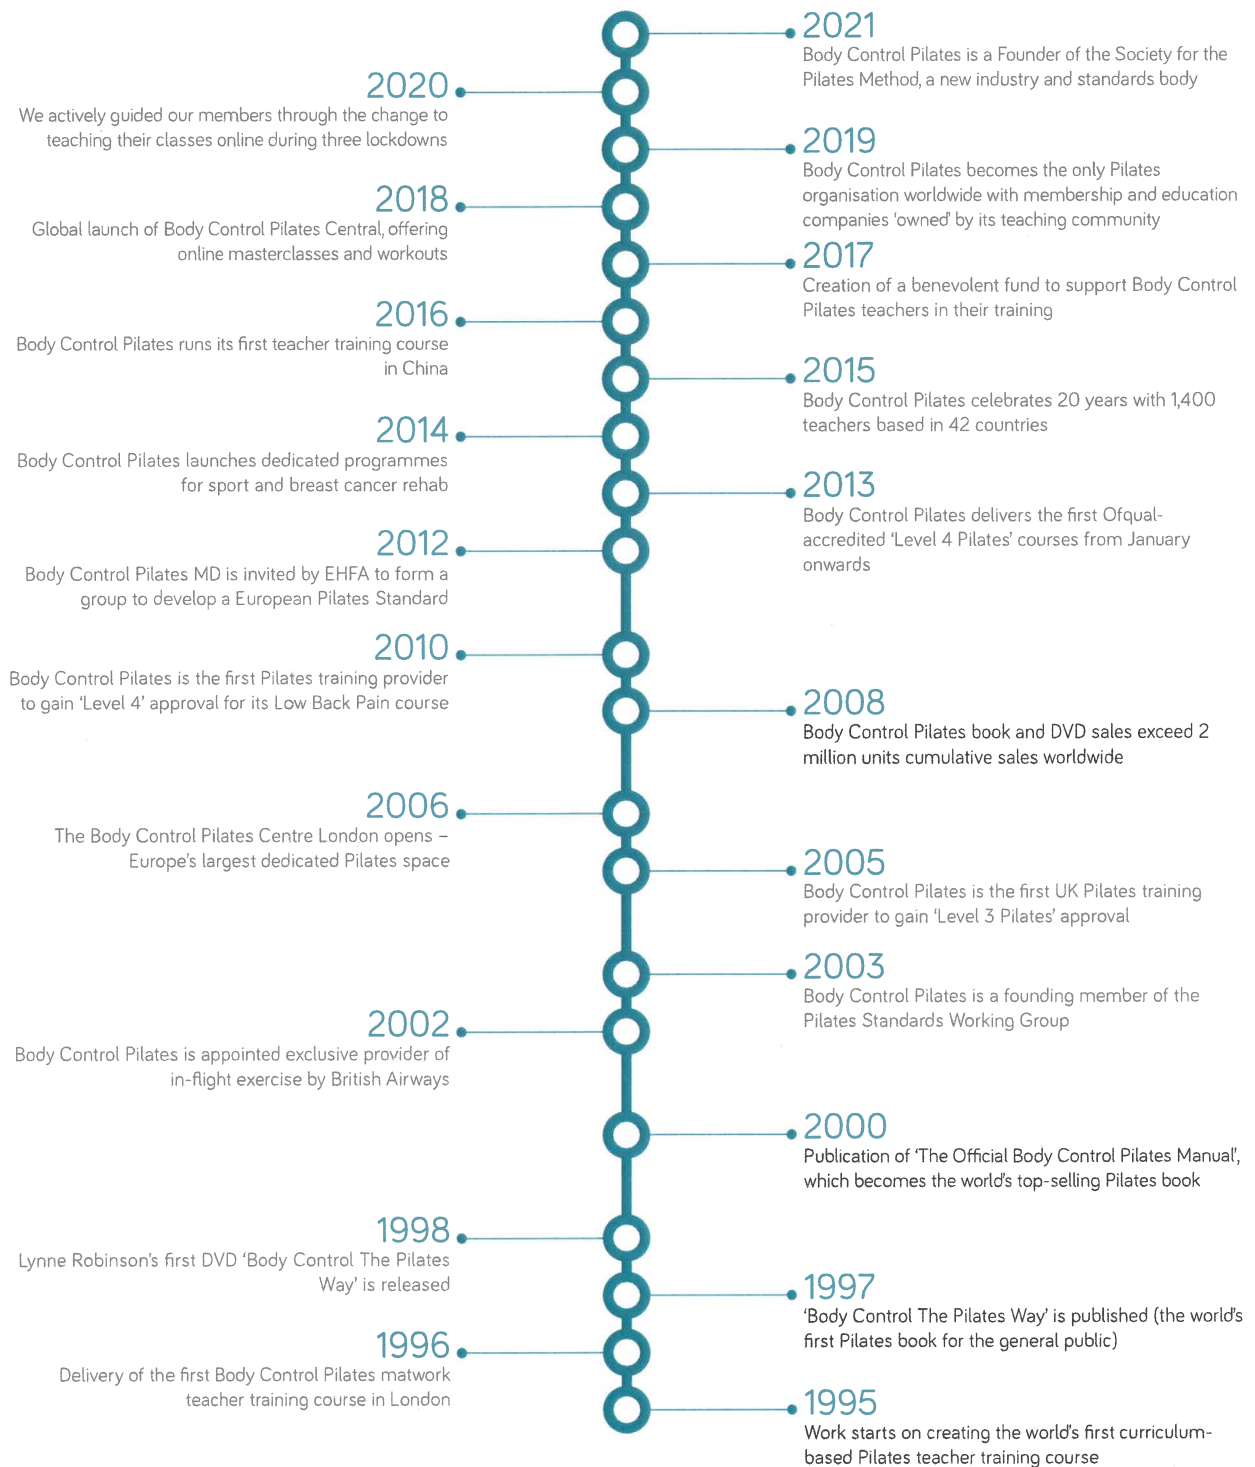 2021
Body Control Pilates is a Founder of the Society for the
Pilates Method, a new industry and standards body
2020
We actively guided our members through the change to
teaching their classes online during three lockdowns
2019
Body Control Pilates becomes the only Pilates
organisation worldwide with membership and education
companies 'owned' by its teaching community
2018
Global launch of Body Control Pilates Central, offering
online masterclasses and workouts
2017
Creation of a benevolent fund to support Body Control
Pilates teachers in their training
2016
Body Control Pilates runs its first teacher training course
in China
2015
Body Control Pilates celebrates 20 years with 1,400
teachers based in 42 countries
2014
Body Control Pilates launches dedicated programmes
for sport and breast cancer rehab
2013
Body Control Pilates delivers the first Ofqual-
accredited 'Level 4 Pilates' courses from January
onwards
2012
Body Control Pilates MD is invited by EHFA to form a
group to develop a European Pilates Standard
2010
Body Control Pilates is the first Pilates training provider
to gain 'Level 4' approval for its Low Back Pain course
2008
Body Control Pilates book and DVD sales exceed 2
million units cumulative sales worldwide
2006
The Body Control Pilates Centre London opens –
Europe's largest dedicated Pilates space
2005
Body Control Pilates is the first UK Pilates training
provider to gain 'Level 3 Pilates' approval
2003
Body Control Pilates is a founding member of the
Pilates Standards Working Group
2002
Body Control Pilates is appointed exclusive provider of
in-flight exercise by British Airways
2000
Publication of 'The Official Body Control Pilates Manual',
which becomes the world's top-selling Pilates book
1998
Lynne Robinson's first DVD 'Body Control The Pilates
Way' is released
1997
'Body Control The Pilates Way' is published (the world's
first Pilates book for the general public)
1996
Delivery of the first Body Control Pilates matwork
teacher training course in London
1995
Work starts on creating the world's first curriculum-
based Pilates teacher training course